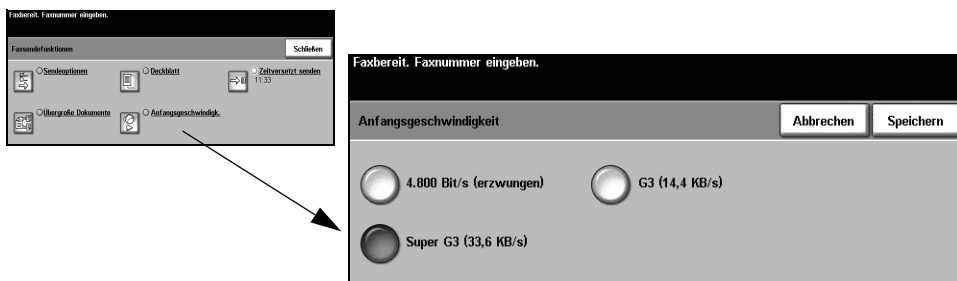 Faxbereit. Faxnummer eingeben.
Faxsendefunktionen
Schließen
Sendeoptionen
Deckblatt
Zeitversetzt senden
11:33
Übergroße Dokumente
Anfangsgeschwindigk.
Faxbereit. Faxnummer eingeben.
Anfangsgeschwindigkeit
Abbrechen
Speichern
4.800 Bit/s (erzwungen)
G3 (14,4 KB/s)
Super G3 (33,6 KB/s)